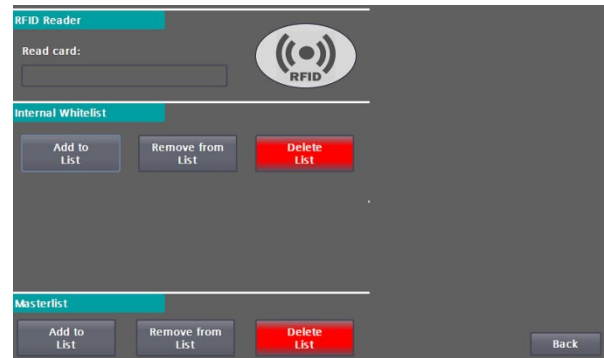 RFID Reader
Read card:
RFID
Internal Whitelist
Add to
List
Remove from
List
Delete
List
Masterlist
Add to
List
Remove from
List
Delete
List
Back